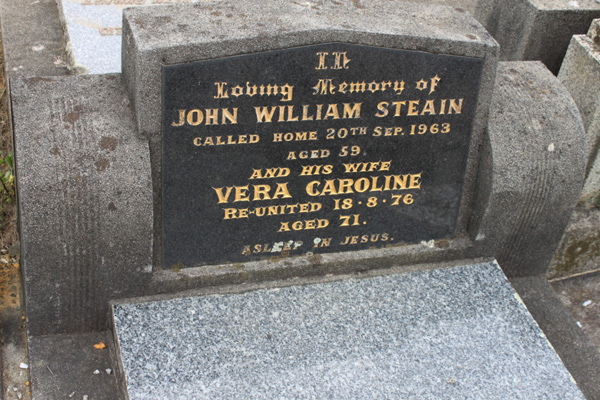 In
Loving Memory of
JOHN WILLIAM STEAIN
CALLED HOME 20TH SEP. 1963
AGED 59.
AND HIS WIFE
VERA CAROLINE
RE-UNITED 18·8·76
AGED 71.
ASLEEP IN JESUS.